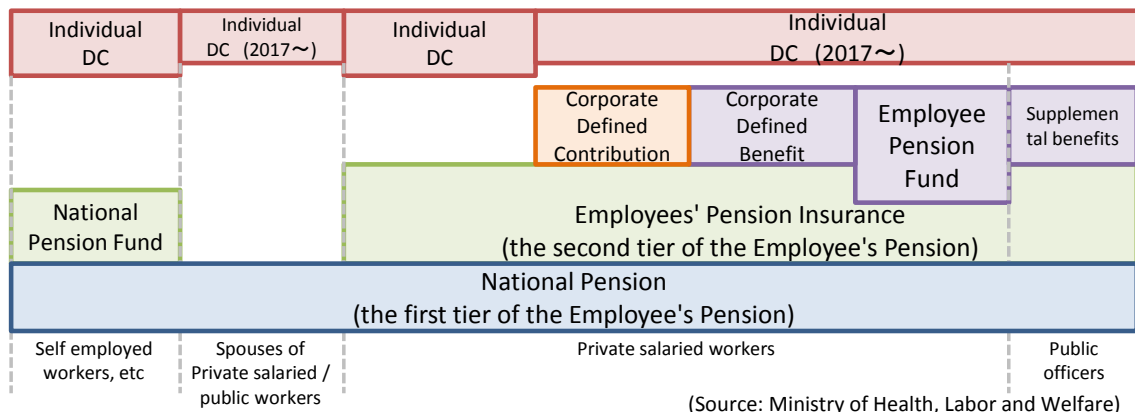 Individual
DC
Individual
DC (2017～)
Individual
DC
Individual
DC (2017～)
Corporate
Defined
Contribution
Corporate
Defined
Benefit
Employee
Pension
Fund
Supplemen
tal benefits
National
Pension Fund
Employees' Pension Insurance
(the second tier of the Employee's Pension)
National Pension
(the first tier of the Employee's Pension)
Self employed
workers, etc
Spouses of
Private salaried /
public workers
Private salaried workers
Public
officers
(Source: Ministry of Health, Labor and Welfare)